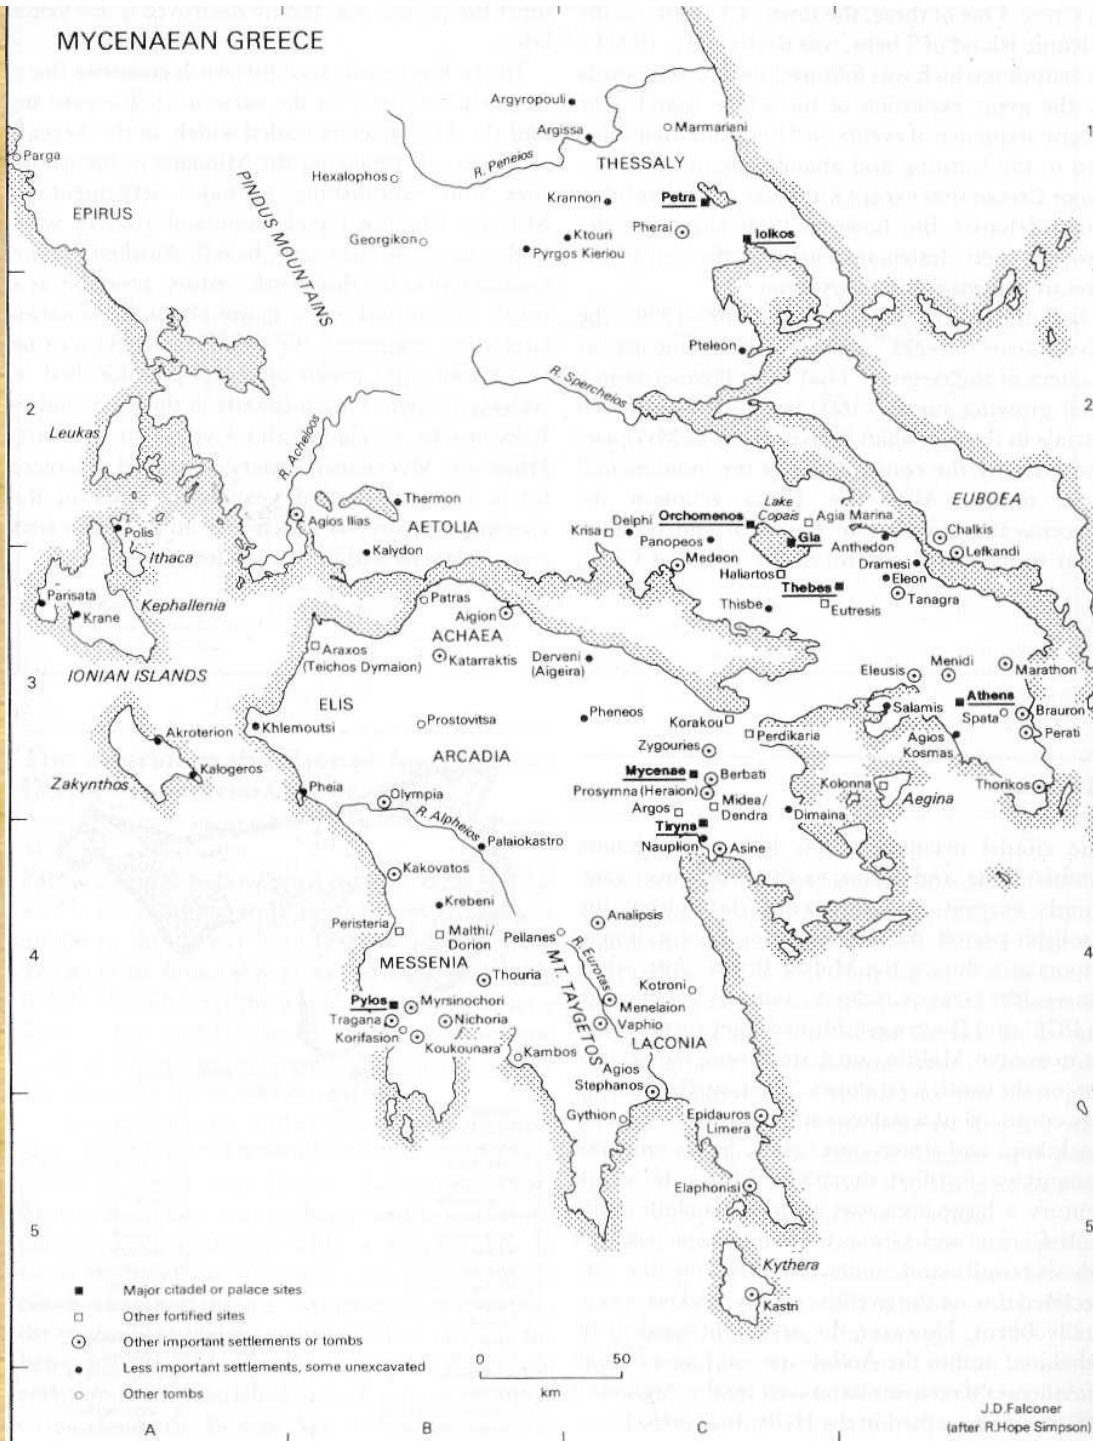 MYCENAEAN GREECE
Argyropouli
1
Argissa
Marmariani
R. Peneios
THESSALY
Parga
Hexalophos
EPIRUS
PINDUS MOUNTAINS
Krannon
Petra
Georgikon
Ktouri
Pherai
Iolkos
Pyrgos Kieriou
Pteleon
R. Spercheios
2
2
Leukas
R. Acheloos
Thermon
EUBOEA
Agios Ilias
AETOLIA
Orchomenos
Lake
Copais
Agia Marina
Polis
Krisa
Delphi
Gla
Chalkis
Panopeos
Anthedon
Ithaca
Kalydon
Medeon
Lefkandi
Dramesi
Haliartos
Eleon
Parisata
Kephallenia
Thebes
Tanagra
Patras
Thisbe
Eutresis
Krane
Aigion
ACHAEA
Araxos
(Teichos Dymaion)
Katarraktis
Derveni
(Aigeira)
Eleusis
Menidi
Marathon
IONIAN ISLANDS
3
3
ELIS
Athens
Salamis
Spata
Brauron
Khlemoutsi
Prostovitsa
Pheneos
Korakou
Perdikaria
Perati
Akroterion
Zygouries
Agios
Kosmas
ARCADIA
Kalogeros
Mycenae
Berbati
Zakynthos
Pheia
Olympia
Prosymna (Heraion)
Kolonna
Thorikos
Argos
Midea/
Dendra
Aegina
R. Alpheios
Tiryns
Dimaina
Palaiokastro
Nauplion
Asine
Kakovatos
Krebeni
Analipsis
Peristeria
Malthi/
Dorion
Pellanes
R. Eurotas
4
4
MESSENIA
MT. TAYGETOS
Thouria
Kotroni
Pylos
Myrsinochori
Menelaion
Tragana
Nichoria
Vaphio
Korifasion
LACONIA
Koukounara
Kambos
Agios
Stephanos
Gythion
Epidauros
Limera
Elaphonisi
5
5
Kythera
Kastri
Major citadel or palace sites
Other fortified sites
Other important settlements or tombs
Less important settlements, some unexcavated
Other tombs
0 50
km
J.D.Falconer
(after R.Hope Simpson)
A B C